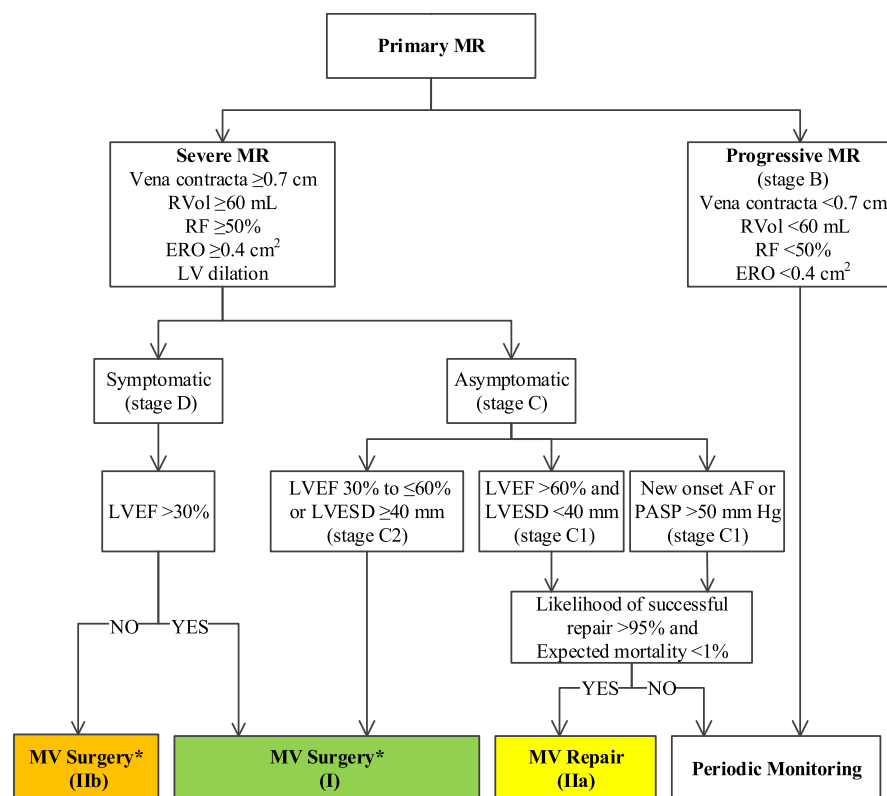 Primary MR
Severe MR
Vena contracta ≥0.7 cm
RVol ≥60 mL
RF ≥50%
ERO ≥0.4 cm²
LV dilation
Progressive MR
(stage B)
Vena contracta <0.7 cm
RVol <60 mL
RF <50%
ERO <0.4 cm²
Symptomatic
(stage D)
Asymptomatic
(stage C)
LVEF >30%
LVEF 30% to ≤60%
or LVESD ≥40 mm
(stage C2)
LVEF >60% and
LVESD <40 mm
(stage C1)
New onset AF or
PASP >50 mm Hg
(stage C1)
Likelihood of successful
repair >95% and
Expected mortality <1%
NO
YES
YES
NO
MV Surgery*
(IIb)
MV Surgery*
(I)
MV Repair
(IIa)
Periodic Monitoring